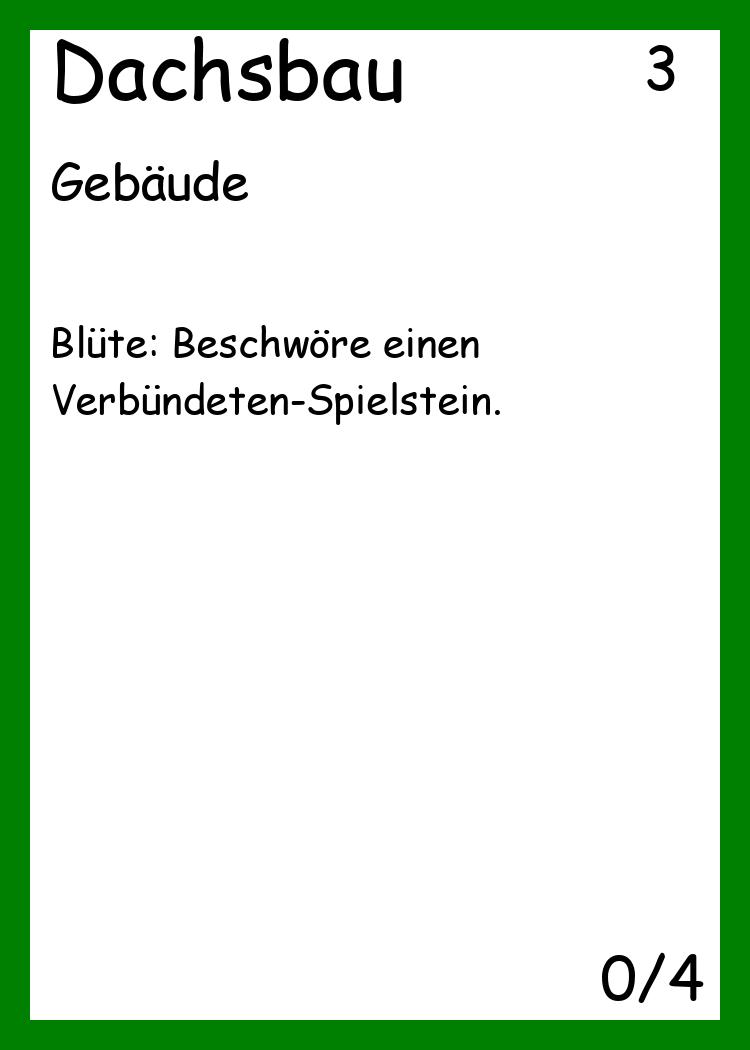 Dachsbau 3
Gebäude
Blüte: Beschwöre einen
Verbündeten-Spielstein.
0/4